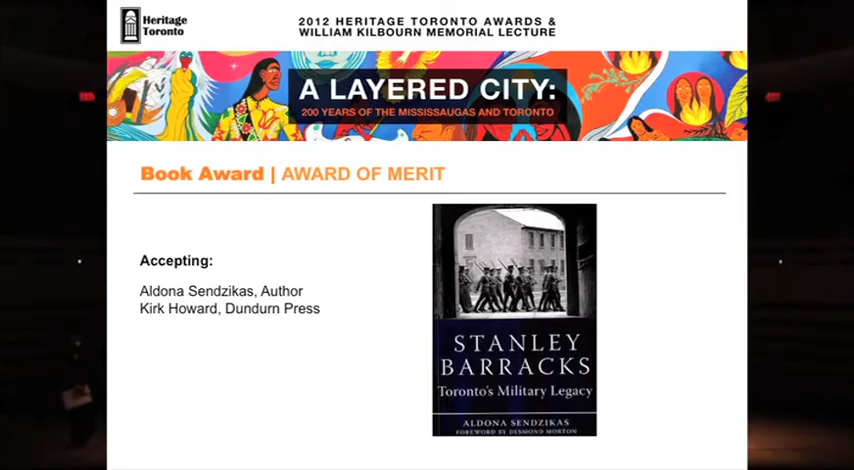 Heritage
Toronto
2012 HERITAGE TORONTO AWARDS &
WILLIAM KILBOURN MEMORIAL LECTURE
A LAYERED CITY:
200 YEARS OF THE MISSISSAUGAS AND TORONTO
Book Award | AWARD OF MERIT
Accepting:
Aldona Sendzikas, Author
Kirk Howard, Dundurn Press
STANLEY
BARRACKS
Toronto's Military Legacy
ALDONA SENDZIKAS
FOREWORD BY DESMOND MORTON